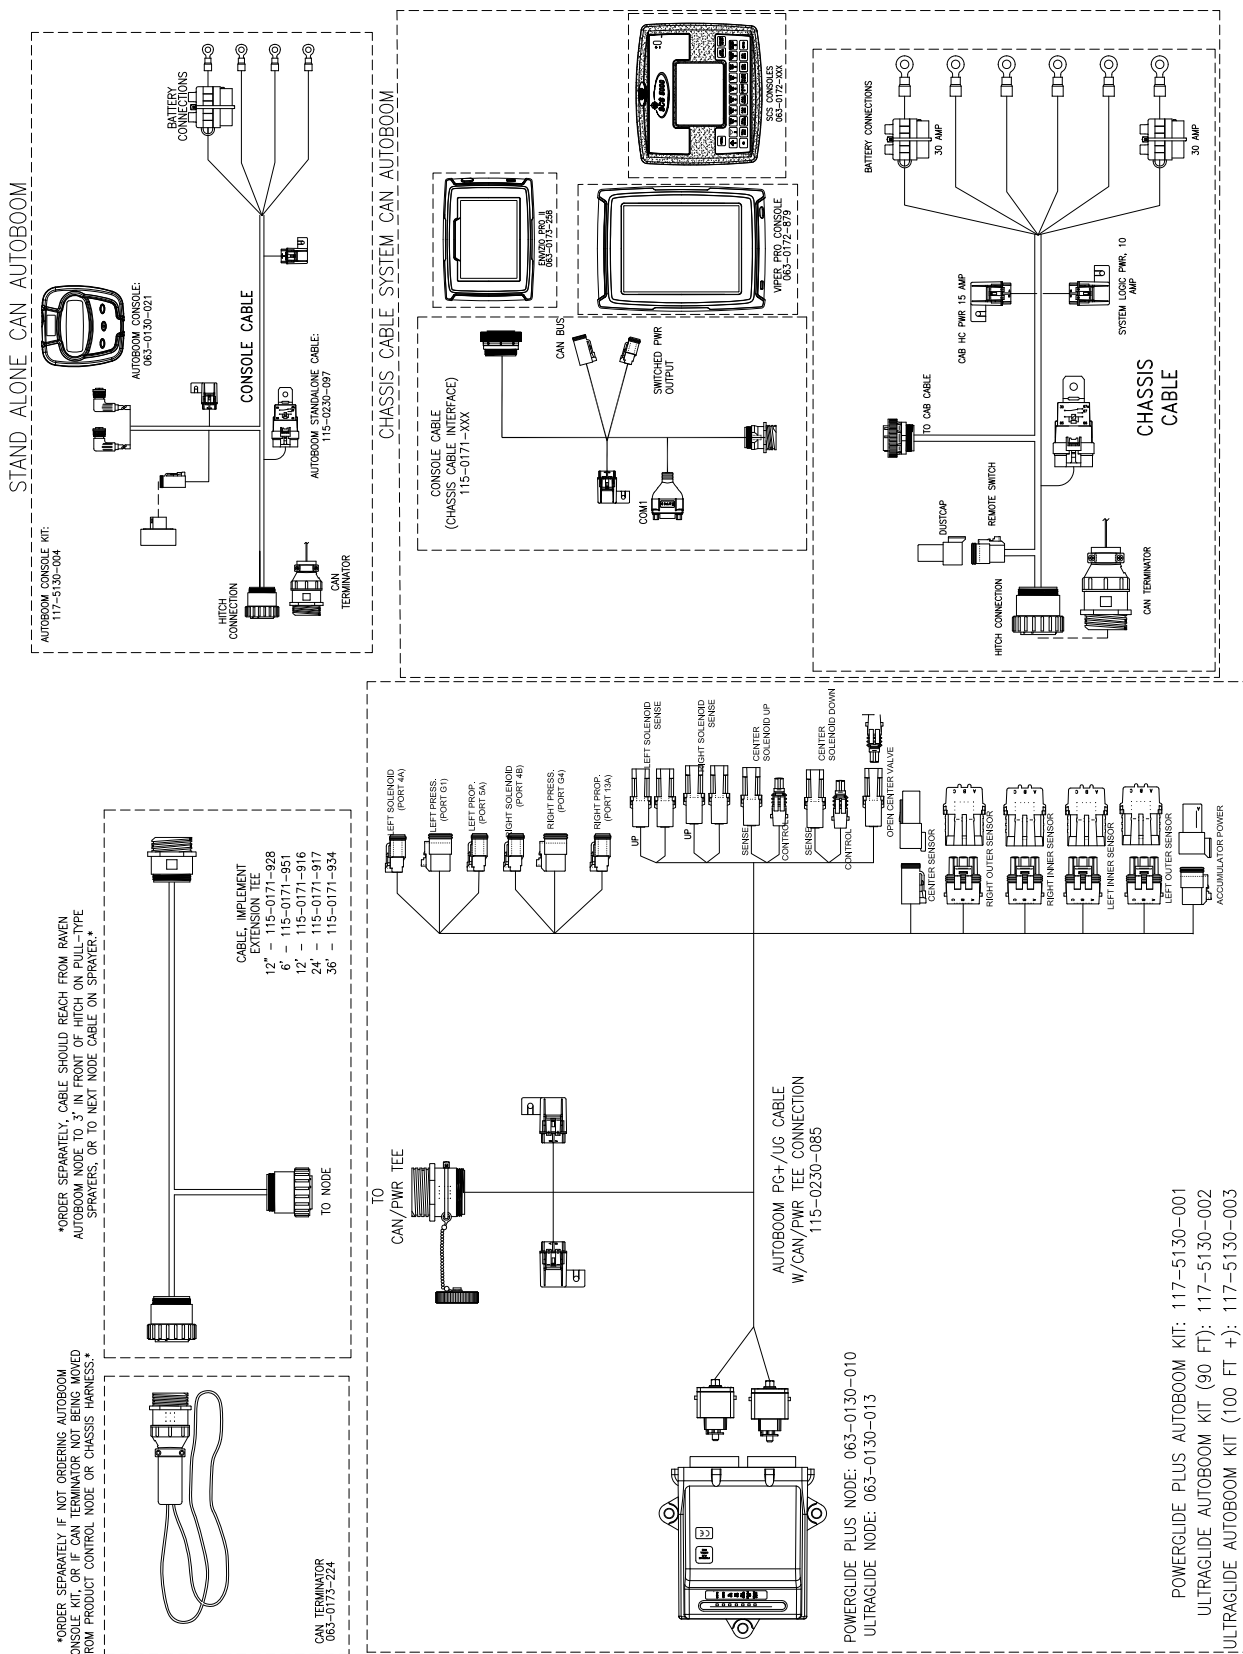 STAND ALONE CAN AUTOBOOM
AUTOBOOM CONSOLE KIT:
117-5130-004
AUTOBOOM CONSOLE:
063-0130-021
BATTERY
CONNECTIONS
CONSOLE CABLE
AUTOBOOM STANDALONE CABLE:
115-0230-097
HITCH
CONNECTION
CAN
TERMINATOR
CHASSIS CABLE SYSTEM CAN AUTOBOOM
ENVIZIO PRO II
063-0173-258
SCS 5000
SCS CONSOLES
063-0172-XXX
VIPER PRO CONSOLE
063-0172-879
CONSOLE CABLE
(CHASSIS CABLE INTERFACE)
115-0171-XXX
CAN BUS
SWITCHED PWR
OUTPUT
COM1
BATTERY CONNECTIONS
30 AMP
30 AMP
CAB HC PWR 15 AMP
SYSTEM LOGIC PWR, 10
AMP
TO CAB CABLE
CHASSIS
CABLE
DUSTCAP
REMOTE SWITCH
HITCH CONNECTION
CAN TERMINATOR
*ORDER SEPARATELY, CABLE SHOULD REACH FROM RAVEN
AUTOBOOM NODE TO 3' IN FRONT OF HITCH ON PULL-TYPE
SPRAYERS, OR TO NEXT NODE CABLE ON SPRAYER.*
CABLE, IMPLEMENT
EXTENSION TEE
12" - 115-0171-928
6' - 115-0171-951
12' - 115-0171-916
24' - 115-0171-917
36' - 115-0171-934
TO NODE
*ORDER SEPARATELY IF NOT ORDERING AUTOBOOM
ONSOLE KIT, OR IF CAN TERMINATOR NOT BEING MOVED
ROM PRODUCT CONTROL NODE OR CHASSIS HARNESS.*
CAN TERMINATOR
063-0173-224
LEFT SOLENOID
(PORT 4A)
LEFT PRESS.
(PORT G1)
LEFT PROP.
(PORT 5A)
RIGHT SOLENOID
(PORT 4B)
RIGHT PRESS.
(PORT G4)
RIGHT PROP.
(PORT 13A)
LEFT SOLENOID
SENSE
UP
RIGHT SOLENOID
SENSE
UP
CENTER
SOLENOID UP
SENSE
CONTROL
CENTER
SOLENOID DOWN
SENSE
CONTROL
OPEN CENTER VALVE
CENTER SENSOR
RIGHT OUTER SENSOR
RIGHT INNER SENSOR
LEFT INNER SENSOR
LEFT OUTER SENSOR
ACCUMULATOR POWER
TO
CAN/PWR TEE
AUTOBOOM PG+/UG CABLE
W/CAN/PWR TEE CONNECTION
115-0230-085
CE
POWERGLIDE PLUS NODE: 063-0130-010
ULTRAGLIDE NODE: 063-0130-013
POWERGLIDE PLUS AUTOBOOM KIT: 117-5130-001
ULTRAGLIDE AUTOBOOM KIT (90 FT): 117-5130-002
ULTRAGLIDE AUTOBOOM KIT (100 FT +): 117-5130-003